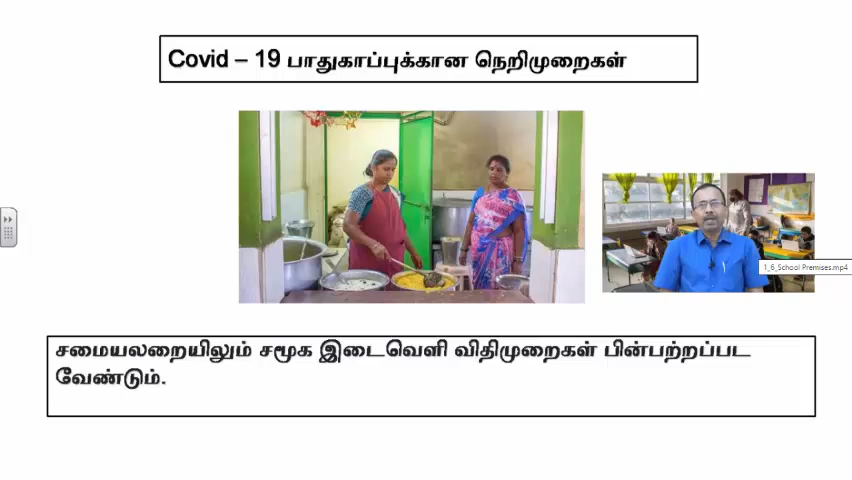 Covid – 19 பாதுகாப்புக்கான நெறிமுறைகள்
1_6_School Premises.mp4
சமையலறையிலும் சமூக இடைவெளி விதிமுறைகள் பின்பற்றப்பட
வேண்டும்.